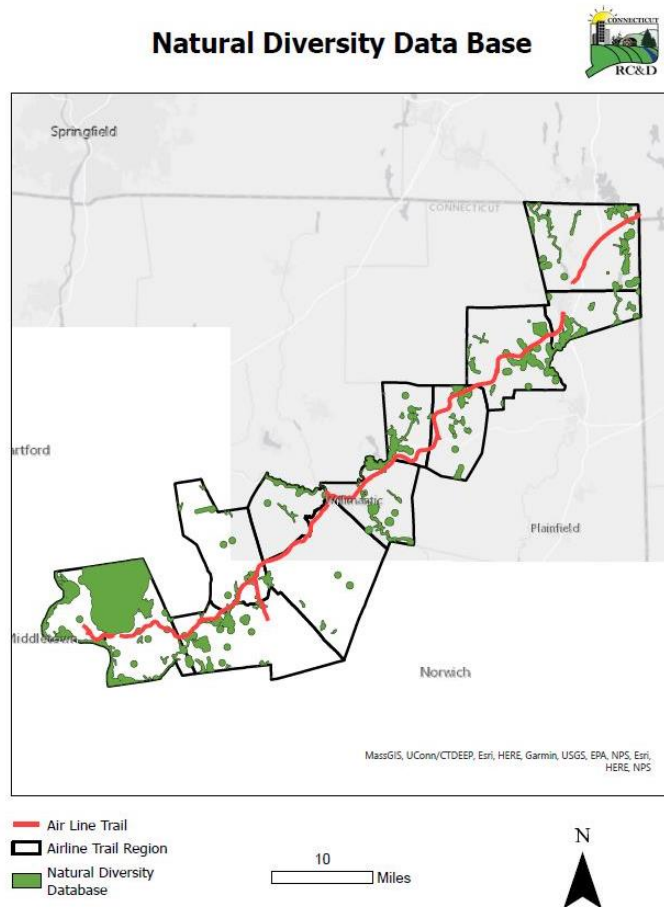 Natural Diversity Data Base
CONNECTICUT
RC&D
Springfield
CONNECTICUT
artford
Willimantic
Plainfield
Middletown
Norwich
MassGIS, UConn/CTDEEP, Esri, HERE, Garmin, USGS, EPA, NPS, Esri,
HERE, NPS
Air Line Trail
Airline Trail Region
Natural Diversity
Database
10
Miles
N